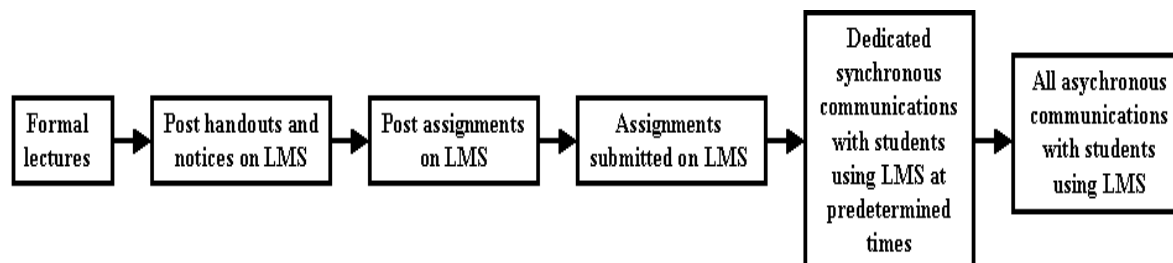 Formal
lectures
Post handouts and
notices on LMS
Post assignments
on LMS
Assignments
submitted on LMS
Dedicated
synchronous
communications
with students
using LMS at
predetermined
times
All asychronous
communications
with students
using LMS